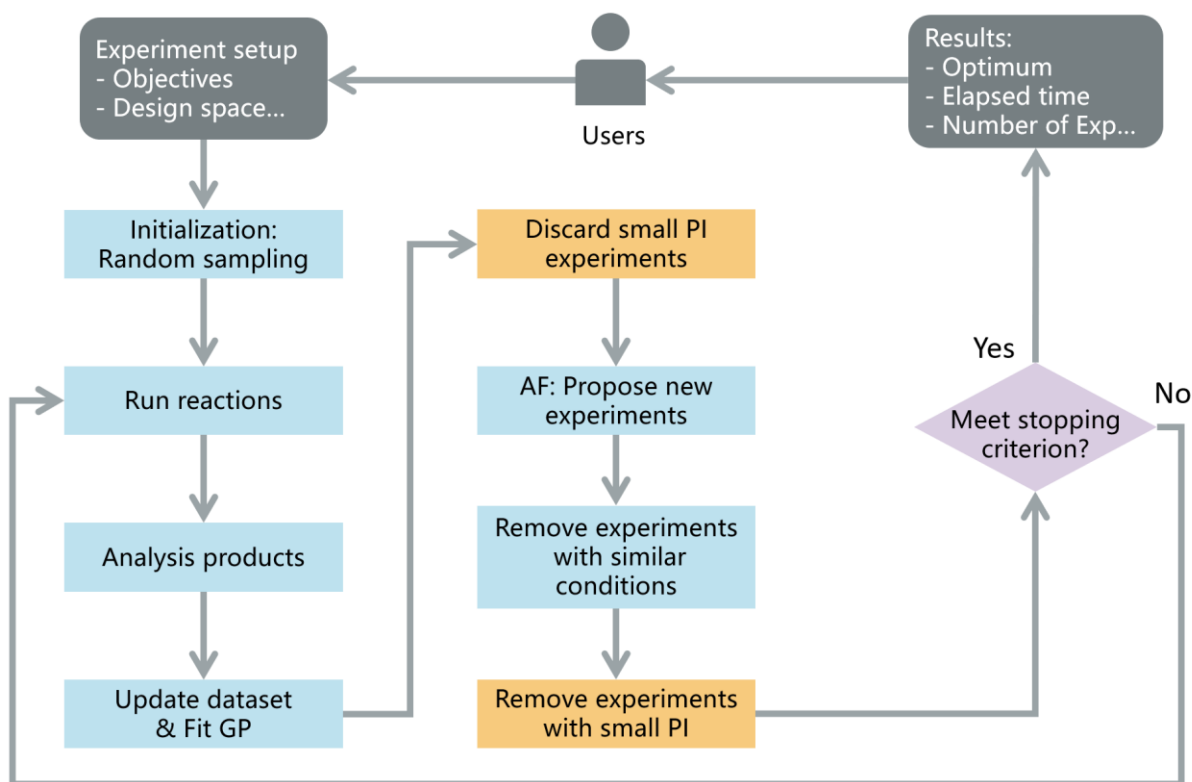 Experiment setup
- Objectives
- Design space...
Users
Results:
- Optimum
- Elapsed time
- Number of Exp...
Initialization:
Random sampling
Run reactions
Analysis products
Update dataset
& Fit GP
Discard small PI
experiments
AF: Propose new
experiments
Remove experiments
with similar
conditions
Remove experiments
with small PI
Meet stopping
criterion?
Yes
No